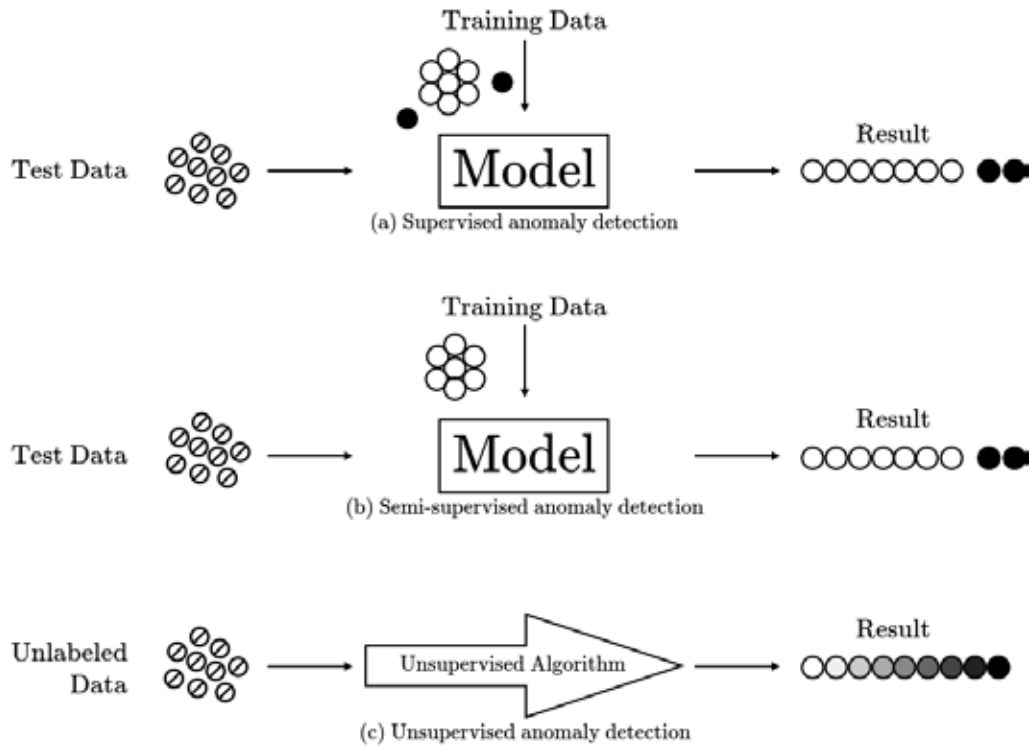 Training Data
Test Data
Model
Result
(a) Supervised anomaly detection
Training Data
Test Data
Model
Result
(b) Semi-supervised anomaly detection
Unlabeled
Data
Unsupervised Algorithm
Result
(c) Unsupervised anomaly detection